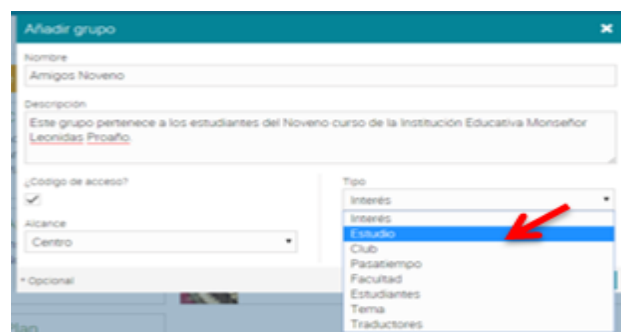 Añadir grupo
Nombre
Amigos Noveno
Descripción
Este grupo pertenece a los estudiantes del Noveno curso de la Institución Educativa Monseñor
Leonidas Proaño.
¿Código de acceso?
Tipo
Interés
Alcance
Centro
Interés
Estudio
Club
Pasatiempo
Facultad
Estudiantes
Tema
Traductores
* Opcional